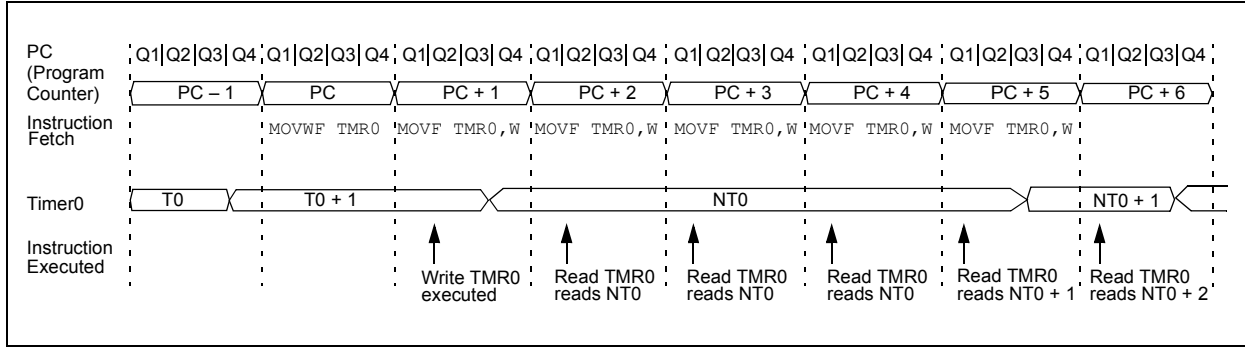 PC (Program Counter)
Q1 Q2 Q3 Q4 Q1 Q2 Q3 Q4 Q1 Q2 Q3 Q4 Q1 Q2 Q3 Q4 Q1 Q2 Q3 Q4 Q1 Q2 Q3 Q4 Q1 Q2 Q3 Q4 Q1 Q2 Q3 Q4
PC – 1 PC PC + 1 PC + 2 PC + 3 PC + 4 PC + 5 PC + 6
Instruction Fetch
MOVWF TMR0 MOVF TMR0,W MOVF TMR0,W MOVF TMR0,W MOVF TMR0,W MOVF TMR0,W
Timer0 T0 T0 + 1 NT0 NT0 + 1
Instruction Executed
Write TMR0 executed
Read TMR0 reads NT0
Read TMR0 reads NT0
Read TMR0 reads NT0
Read TMR0 reads NT0 + 1
Read TMR0 reads NT0 + 2